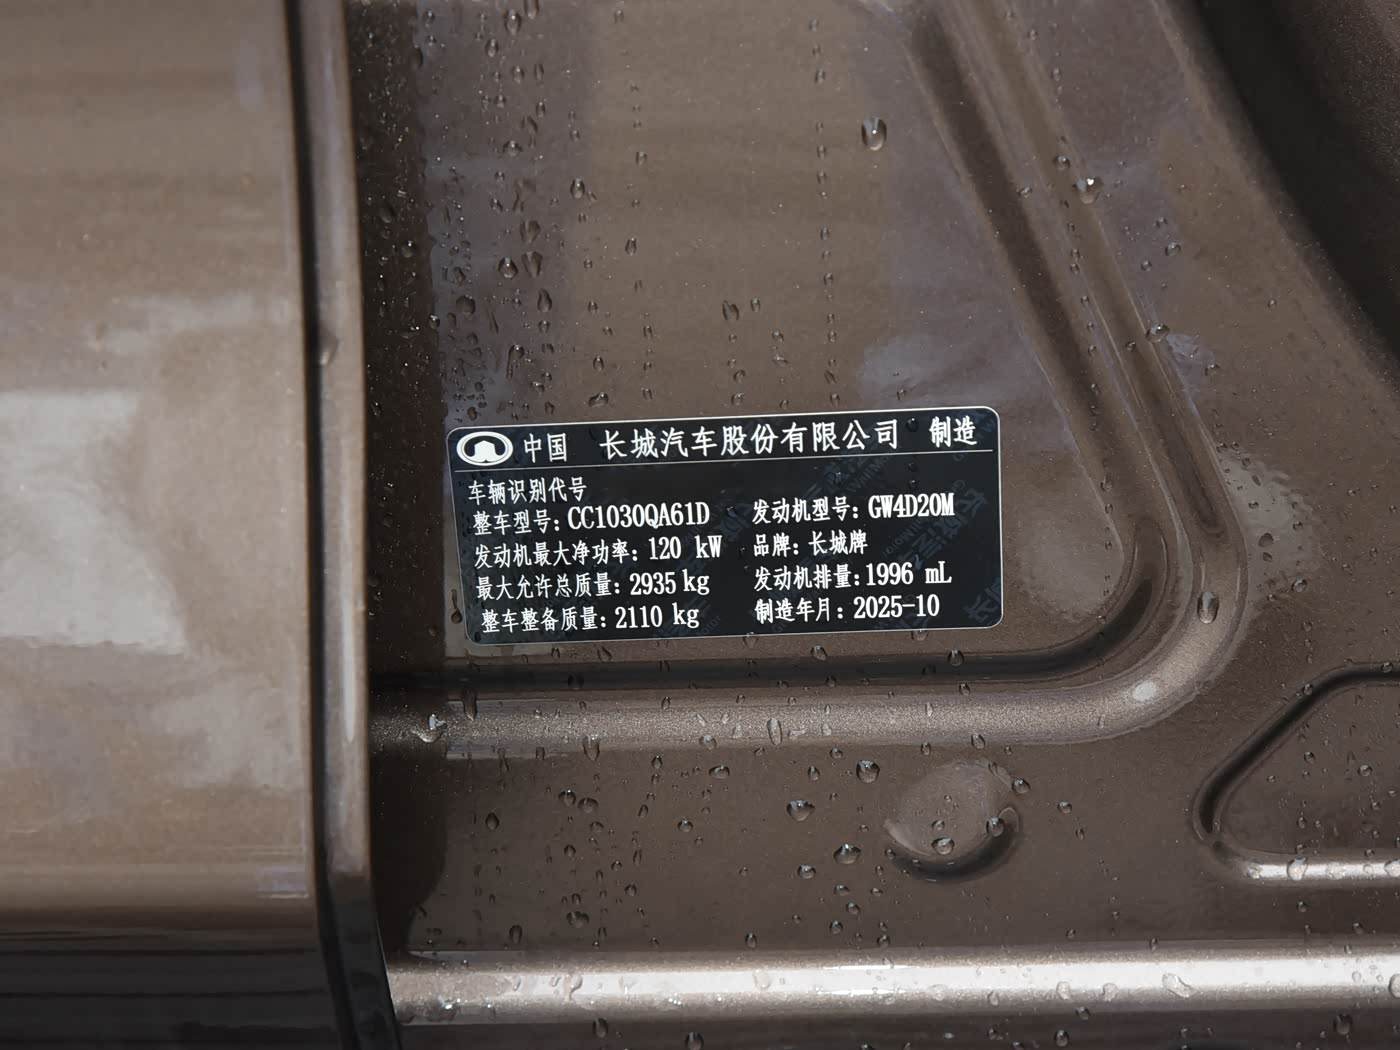 中国 长城汽车股份有限公司 制造
车辆识别代号
整车型号: CC1030QA61D 发动机型号: GW4D20M
发动机最大净功率: 120 kW 品牌: 长城牌
最大允许总质量: 2935 kg 发动机排量: 1996 mL
整车整备质量: 2110 kg 制造年月: 2025-10